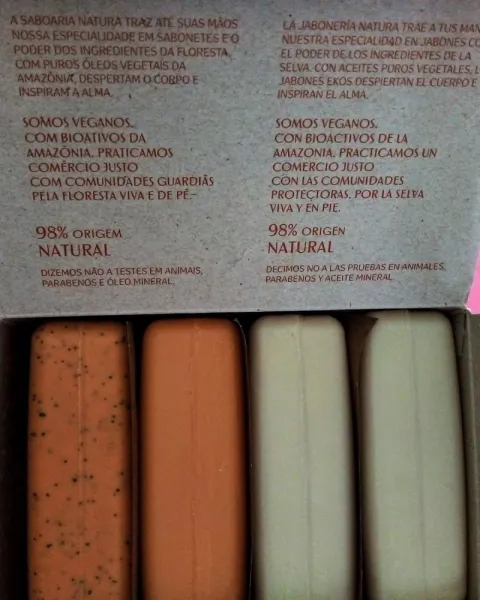 A SABOARIA NATURA TRAZ ATÉ SUAS MÃOS
NOSSA ESPECIALIDADE EM SABONETES E O
PODER DOS INGREDIENTES DA FLORESTA.
COM PUROS ÓLEOS VEGETAIS DA
AMAZÔNIA, DESPERTAM O CORPO E
INSPIRAM A ALMA.
SOMOS VEGANOS,
COM BIOATIVOS DA
AMAZÔNIA. PRATICAMOS
COMÉRCIO JUSTO
COM COMUNIDADES GUARDIÃS
PELA FLORESTA VIVA E DE PÉ.
98% ORIGEM
NATURAL
DIZEMOS NÃO A TESTES EM ANIMAIS,
PARABENOS E ÓLEO MINERAL.
LA JABONERÍA NATURA TRAE A TUS
NUESTRA ESPECIALIDAD EN JABONES
EL PODER DE LOS INGREDIENTES DE LA
SELVA. CON ACEITES PUROS VEGETALES,
JABONES EKOS DESPIERTAN EL CUERPO E
INSPIRAN EL ALMA.
SOMOS VEGANOS,
CON BIOACTIVOS DE LA
AMAZONIA. PRACTICAMOS UN
COMERCIO JUSTO
CON LAS COMUNIDADES
PROTECTORAS, POR LA SELVA
VIVA Y EN PIE.
98% ORIGEN
NATURAL
DECIMOS NO A LAS PRUEBAS EN ANIMALES,
PARABENOS Y ACEITE MINERAL.